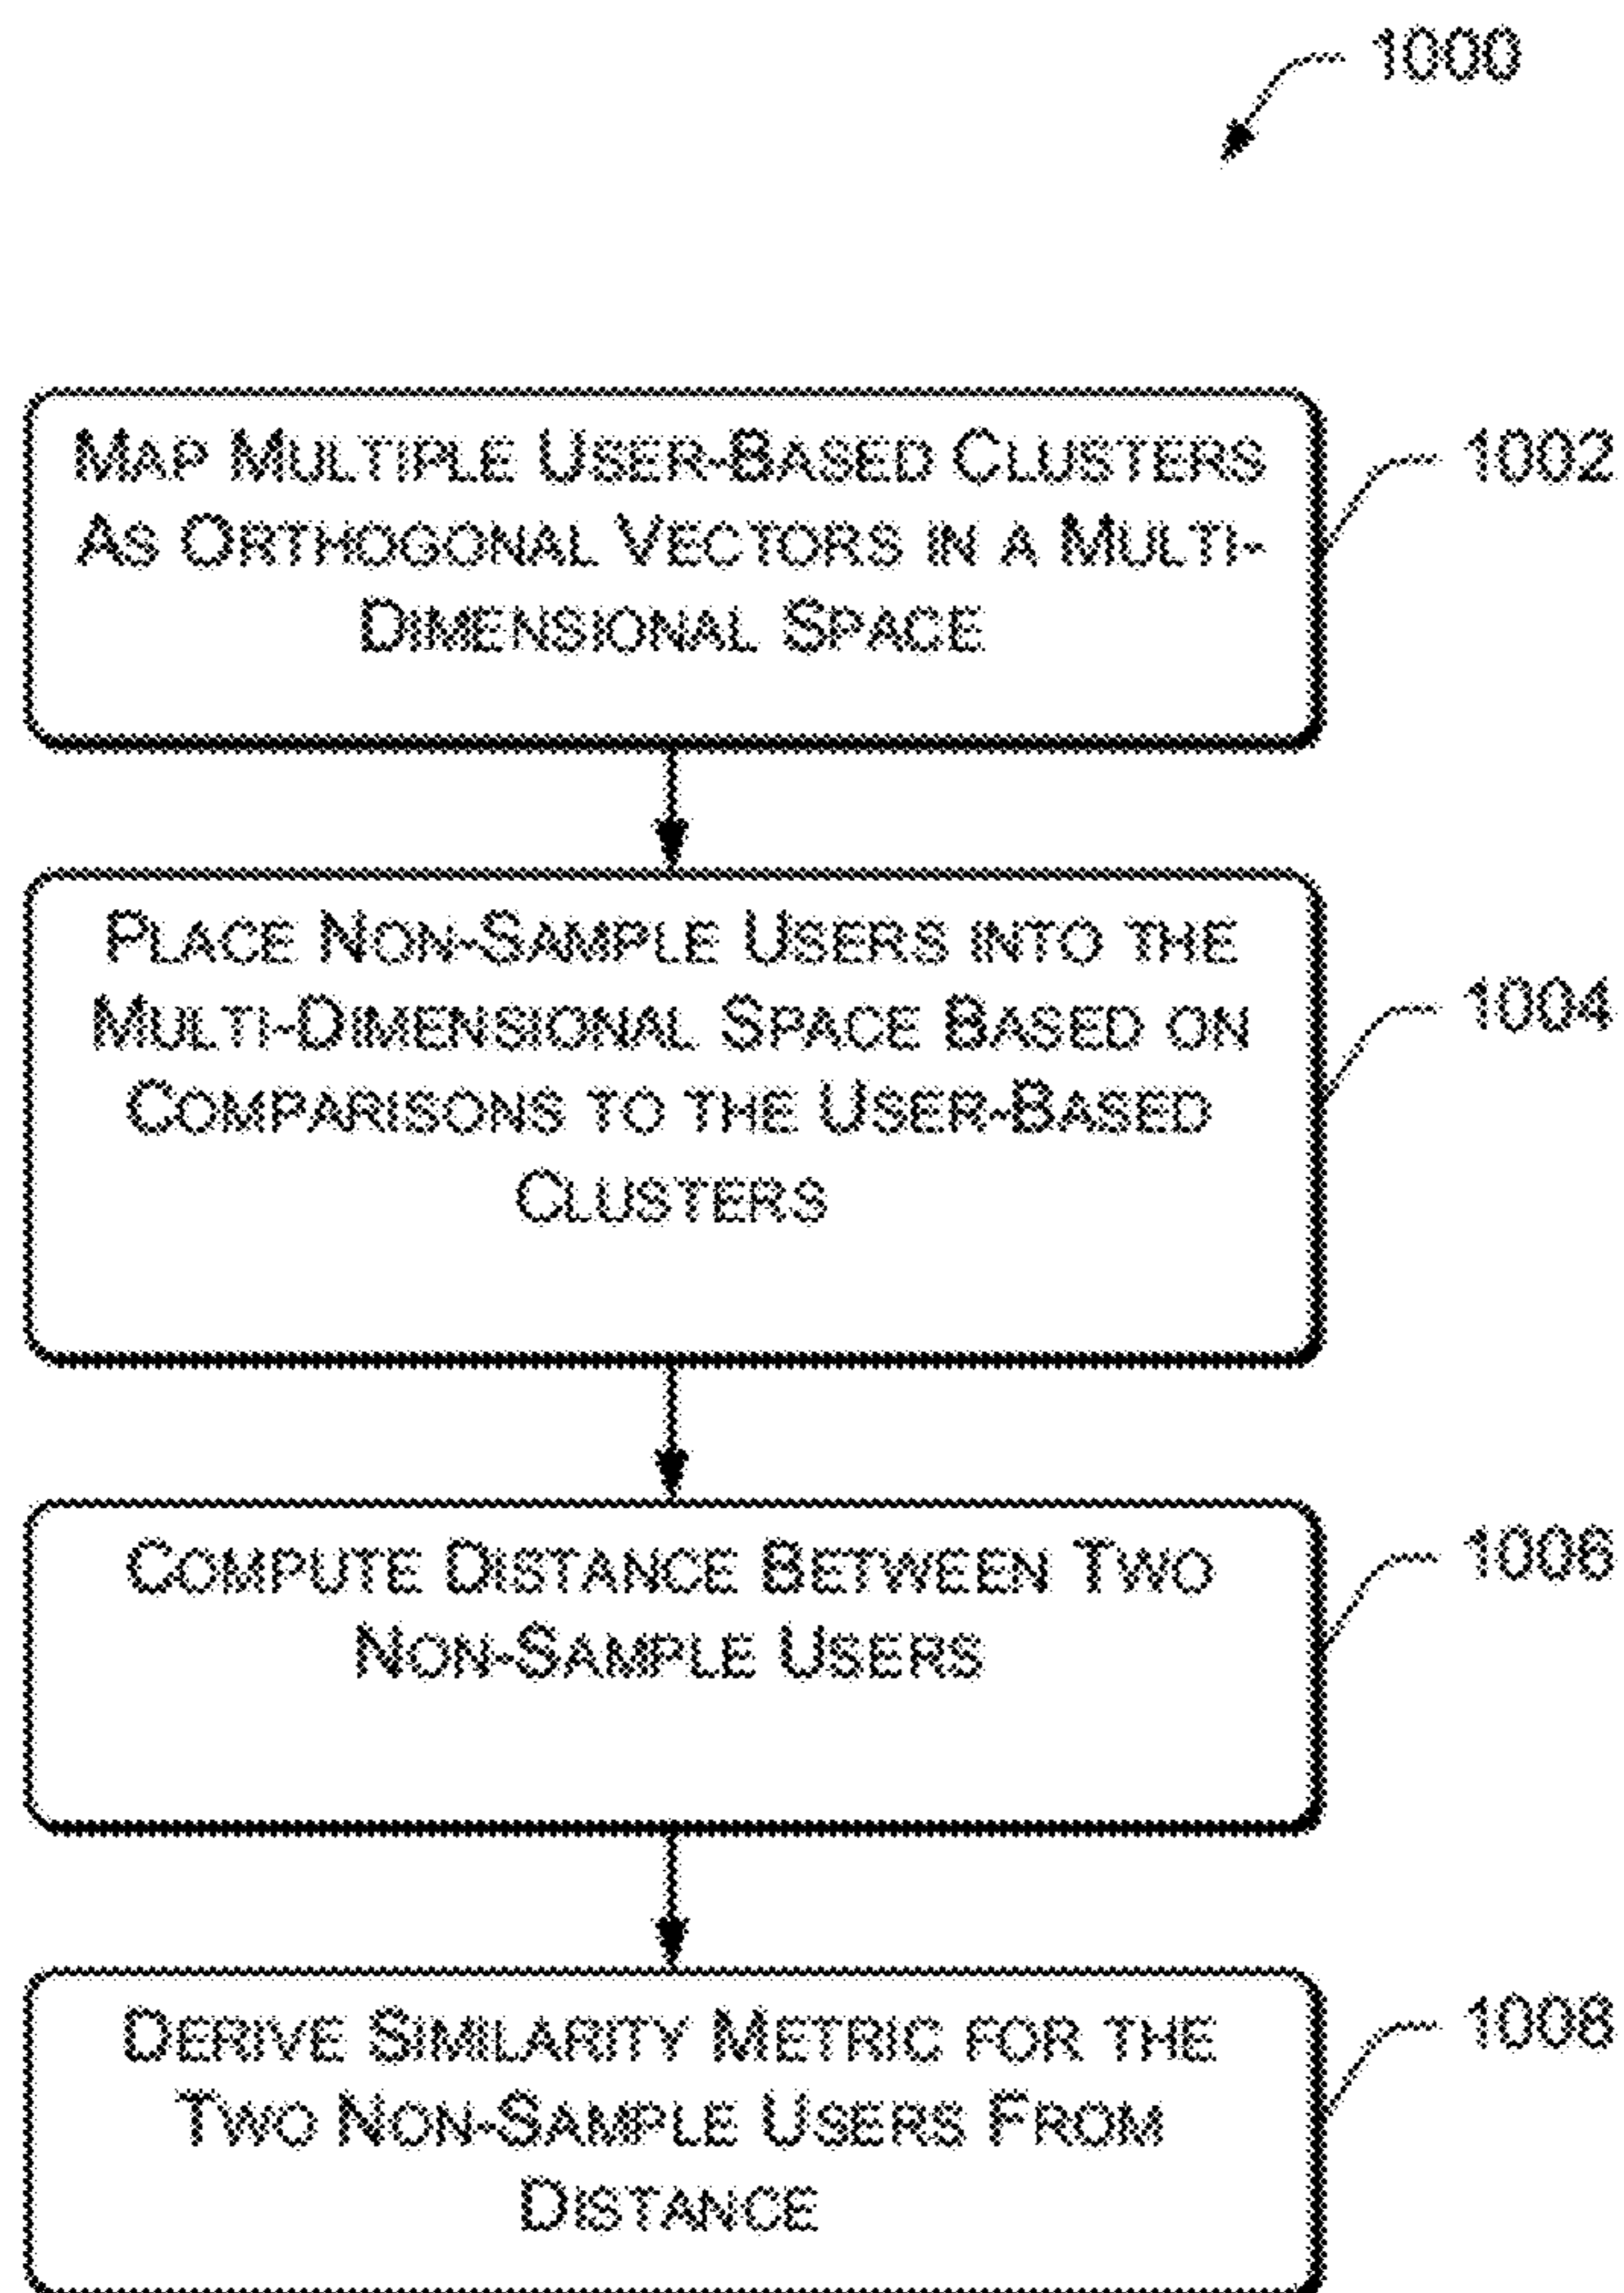 1000
MAP MULTIPLE USER-BASED CLUSTERS
AS ORTHOGONAL VECTORS IN A MULTI-
DIMENSIONAL SPACE
1002
PLACE NON-SAMPLE USERS INTO THE
MULTI-DIMENSIONAL SPACE BASED ON
COMPARISONS TO THE USER-BASED
CLUSTERS
1004
COMPUTE DISTANCE BETWEEN TWO
NON-SAMPLE USERS
1006
DERIVE SIMILARITY METRIC FOR THE
TWO NON-SAMPLE USERS FROM
DISTANCE
1008